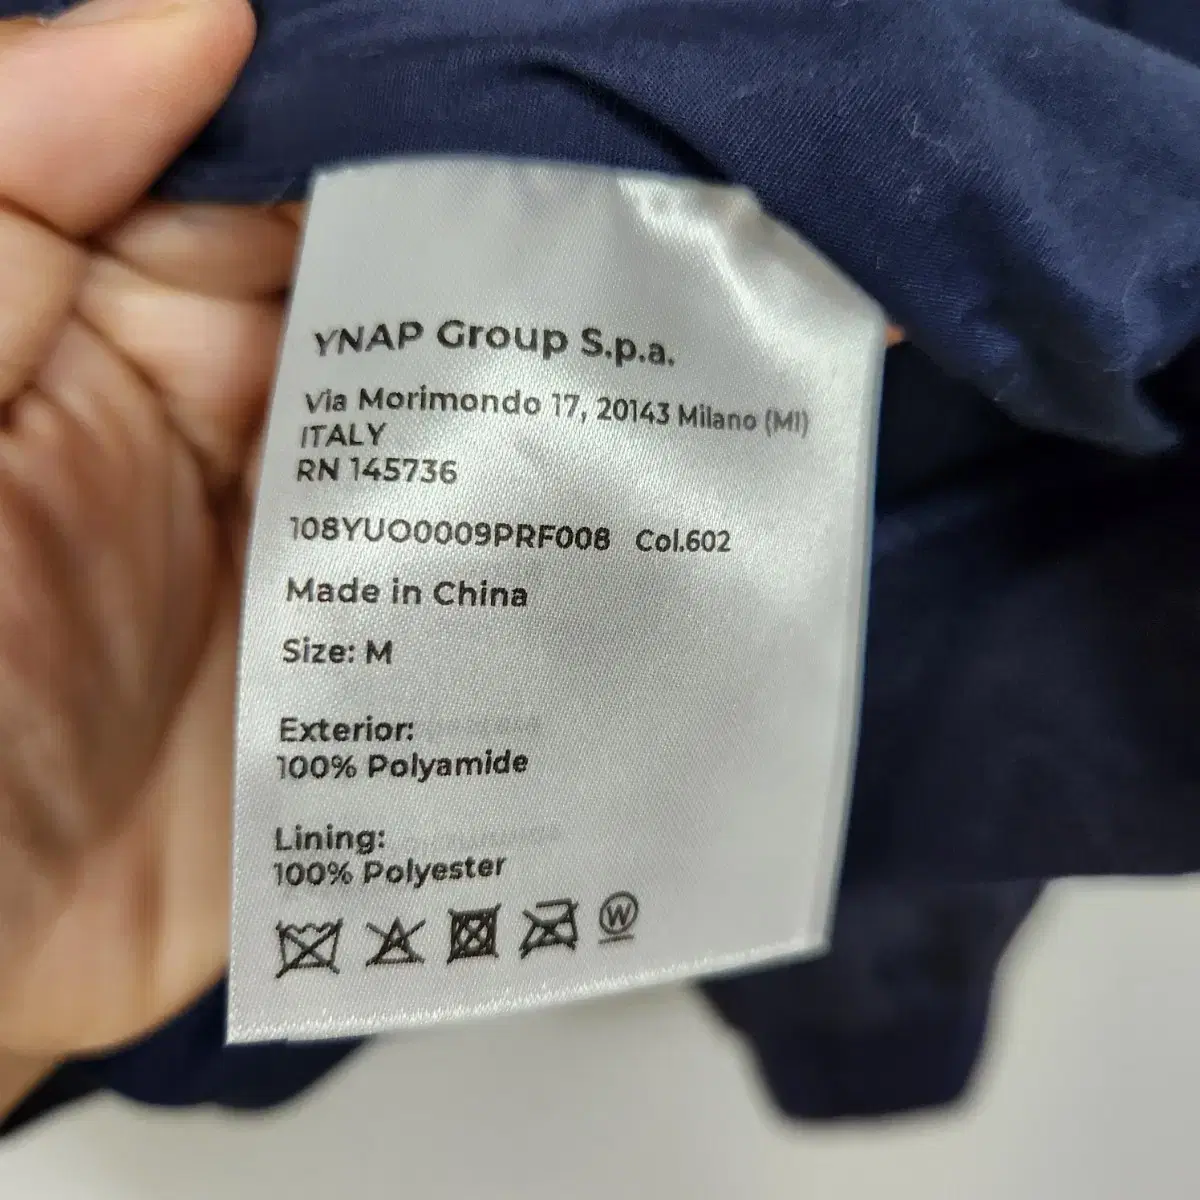 YNAP Group S.p.a.
Via Morimondo 17, 20143 Milano (MI)
ITALY
RN 145736
108YUO0009PRF008 Col.602
Made in China
Size: M
Exterior:
100% Polyamide
Lining:
100% Polyester
W